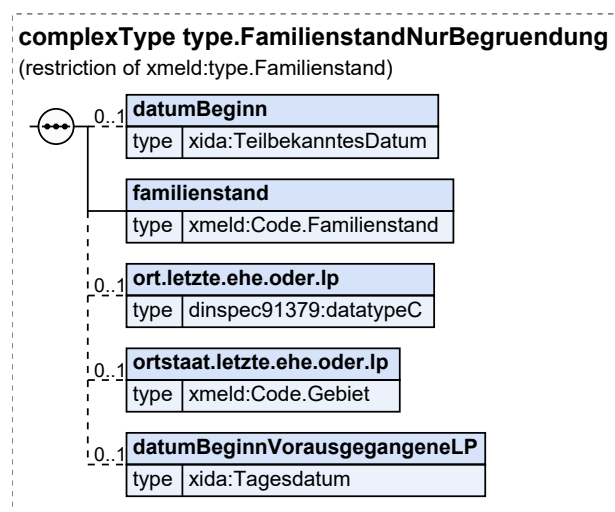 complexType type.FamilienstandNurBegruendung
(restriction of xmeld:type.Familienstand)
0..1 datumBeginn
type xida:TeilbekanntesDatum
familienstand
type xmeld:Code.Familienstand
0..1 ort.letzte.ehe.oder.lp
type dinspec91379:datatypeC
0..1 ortstaat.letzte.ehe.oder.lp
type xmeld:Code.Gebiet
0..1 datumBeginnVorausgegangeneLP
type xida:Tagesdatum